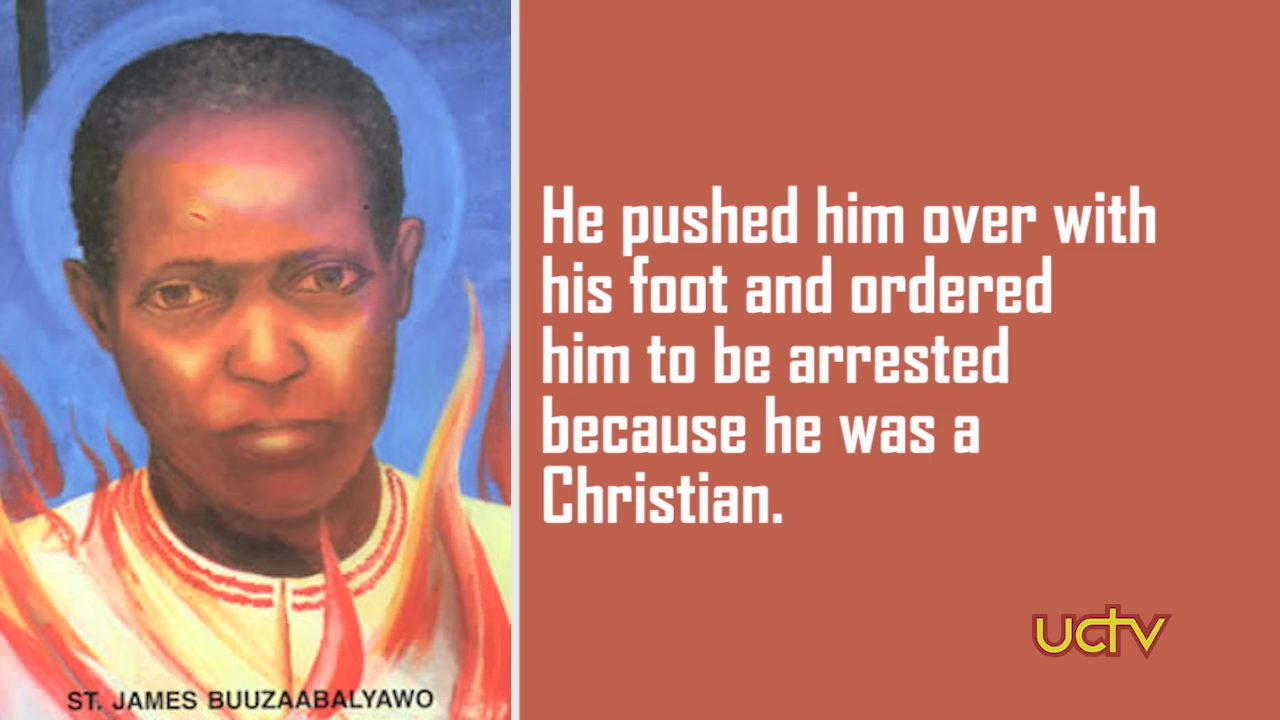 He pushed him over with
his foot and ordered
him to be arrested
because he was a
Christian.
uctv
ST. JAMES BUUZAABALYAWO